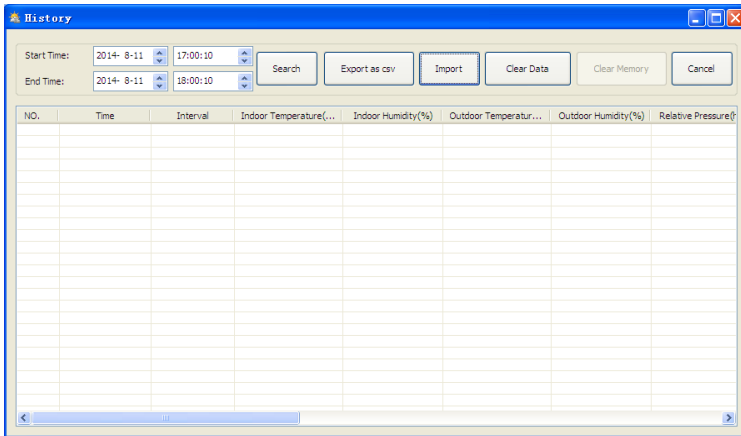 History
Start Time: 2014- 8-11 17:00:10
End Time: 2014- 8-11 18:00:10
Search Export as csv Import Clear Data Clear Memory Cancel
NO. Time Interval Indoor Temperature(... Indoor Humidity(%) Outdoor Temperatur... Outdoor Humidity(%) Relative Pressure(h